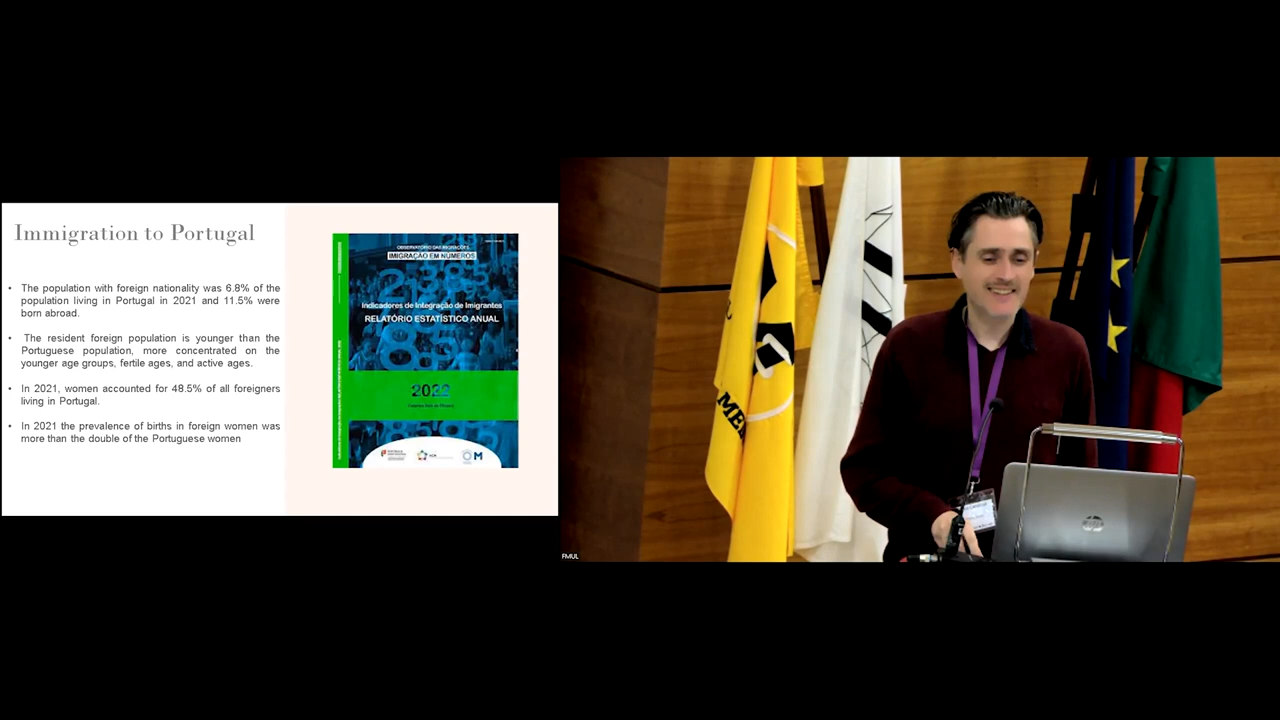 Immigration to Portugal
• The population with foreign nationality was 6.8% of the
population living in Portugal in 2021 and 11.5% were
born abroad.
• The resident foreign population is younger than the
Portuguese population, more concentrated on the
younger age groups, fertile ages, and active ages.
• In 2021, women accounted for 48.5% of all foreigners
living in Portugal.
• In 2021 the prevalence of births in foreign women was
more than the double of the Portuguese women
OBSERVATÓRIO DAS MIGRAÇÕES
IMIGRAÇÃO EM NÚMEROS
Indicadores de Integração de Imigrantes
RELATÓRIO ESTATÍSTICO ANUAL
2022
ACM
OM
hp
FMUL